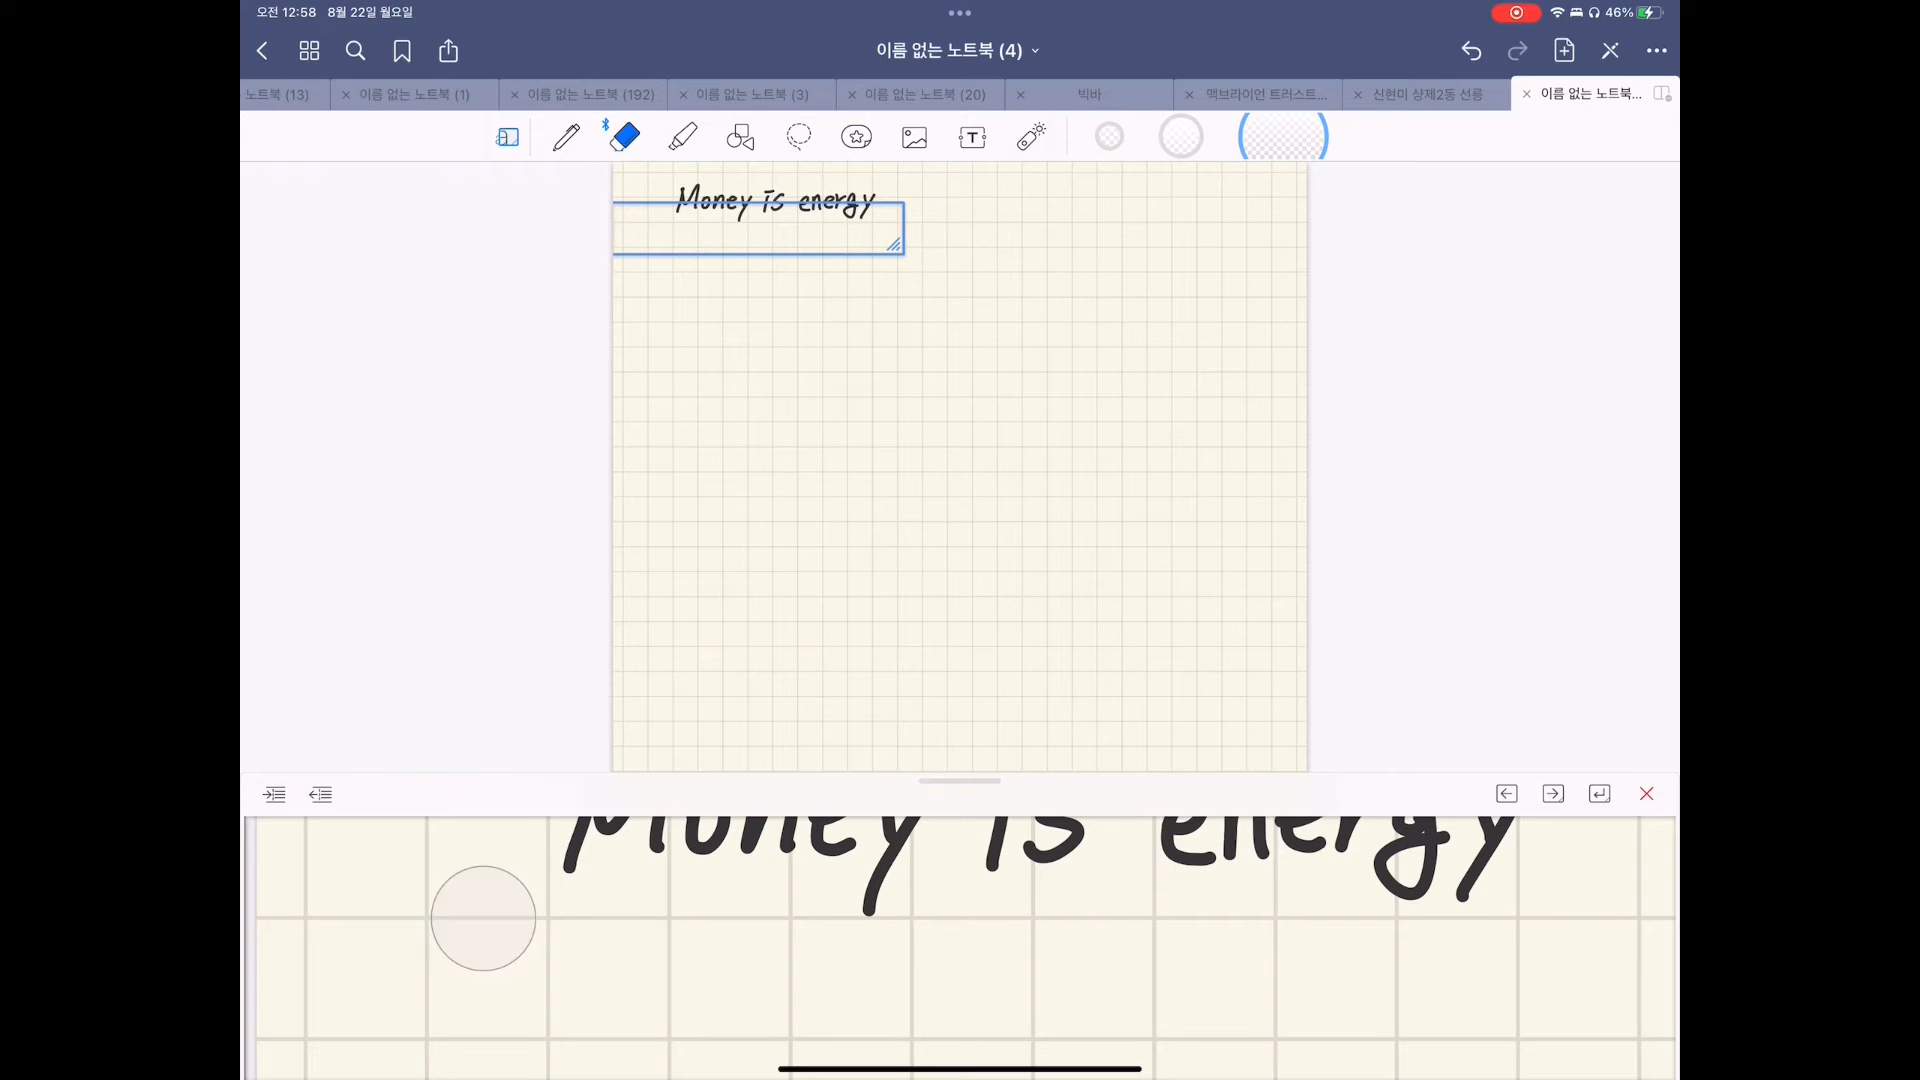 오전 12:58 8월 22일 월요일
46%
이름 없는 노트북 (4)
노트북 (13)
이름 없는 노트북 (1)
이름 없는 노트북 (192)
이름 없는 노트북 (3)
이름 없는 노트북 (20)
빅바
맥브라이언 트러스트...
신현미 상제2동 선릉
이름 없는 노트북...
T
Money is energy
Money is energy